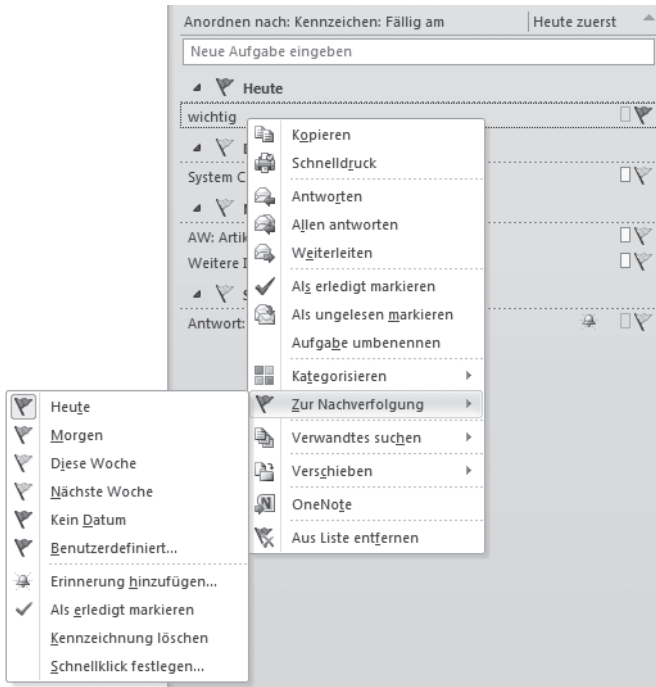 Anordnen nach: Kennzeichen: Fällig am Heute zuerst
Neue Aufgabe eingeben
Heute
wichtig
System C
AW: Artik
Weitere I
Antwort:
Kopieren
Schnelldruck
Antworten
Allen antworten
Weiterleiten
Als erledigt markieren
Als ungelesen markieren
Aufgabe umbenennen
Kategorisieren
Zur Nachverfolgung
Verwandtes suchen
Verschieben
OneNote
Aus Liste entfernen
Heute
Morgen
Diese Woche
Nächste Woche
Kein Datum
Benutzerdefiniert...
Erinnerung hinzufügen...
Als erledigt markieren
Kennzeichnung löschen
Schnellklick festlegen...